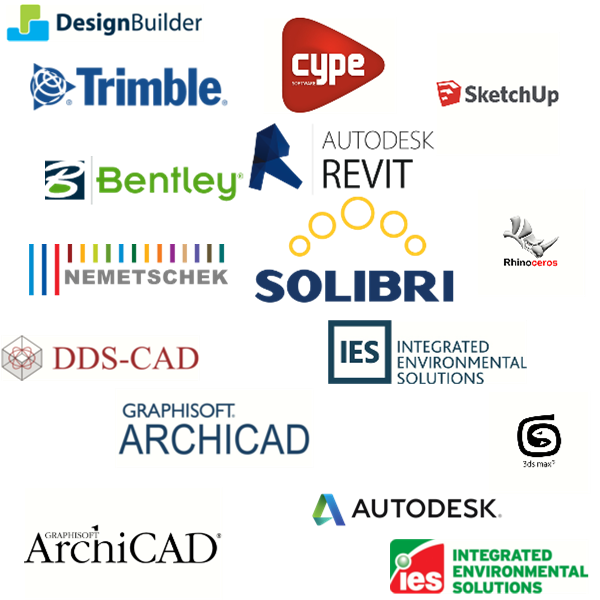 DesignBuilder
Trimble®
cype
SOFTWARE
SketchUp
Bentley®
AUTODESK
REVIT
NEMETSCHEK
SOLIBRI
Rhinoceros
DDS-CAD
IES
INTEGRATED
ENVIRONMENTAL
SOLUTIONS
GRAPHISOFT.
ARCHICAD
3ds max
AUTODESK.
GRAPHISOFT
ArchiCAD®
ies
INTEGRATED
ENVIRONMENTAL
SOLUTIONS